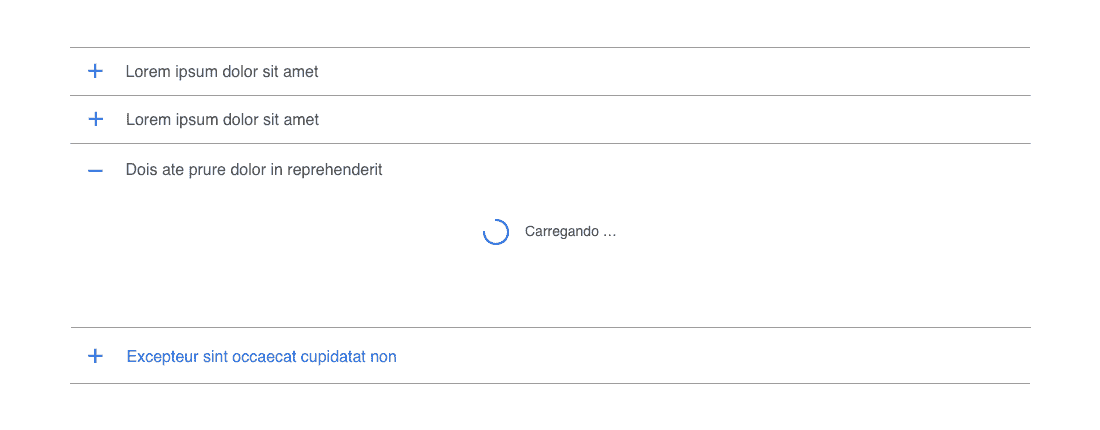 Lorem ipsum dolor sit amet
Lorem ipsum dolor sit amet
Dois ate prure dolor in reprehenderit
Carregando …
Excepteur sint occaecat cupidatat non